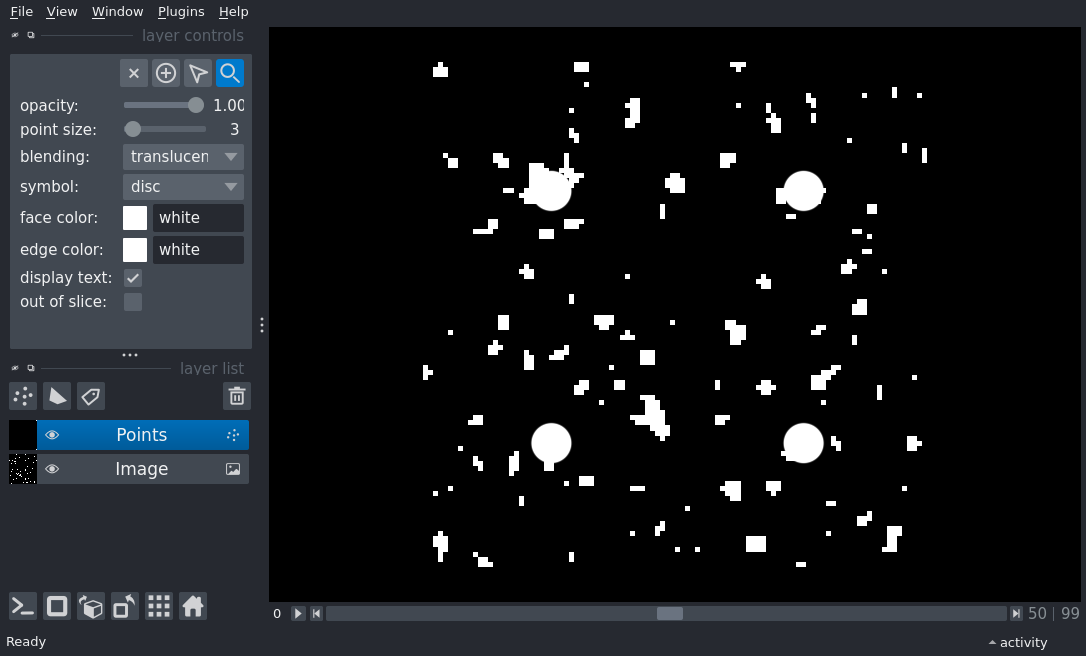 File View Window Plugins Help
layer controls
opacity: 1.00
point size: 3
blending: translucen
symbol: disc
face color: white
edge color: white
display text:
out of slice:
layer list
Points
Image
0 50 | 99
Ready activity